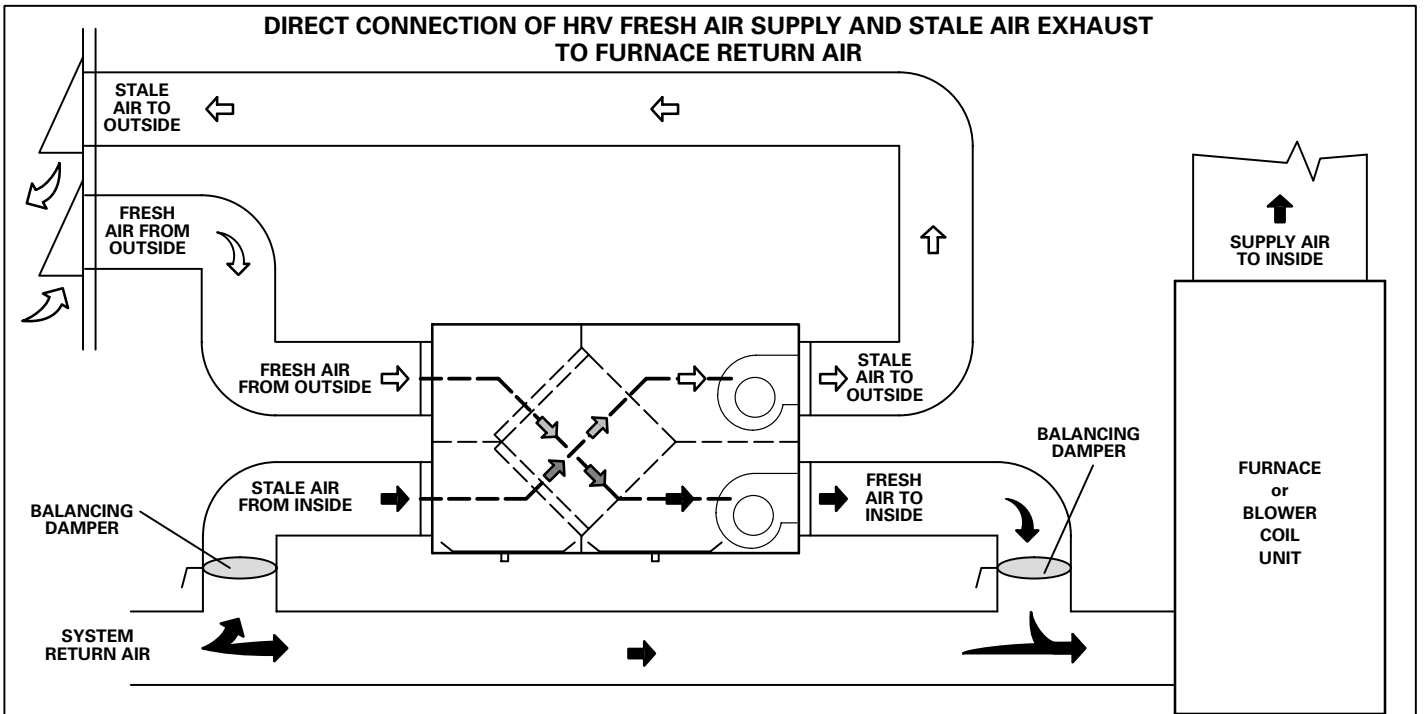 DIRECT CONNECTION OF HRV FRESH AIR SUPPLY AND STALE AIR EXHAUST
TO FURNACE RETURN AIR
STALE
AIR TO
OUTSIDE
FRESH
AIR FROM
OUTSIDE
SUPPLY AIR
TO INSIDE
FRESH AIR
FROM OUTSIDE
STALE
AIR TO
OUTSIDE
BALANCING
DAMPER
STALE AIR
FROM INSIDE
FRESH
AIR TO
INSIDE
BALANCING
DAMPER
FURNACE
or
BLOWER
COIL
UNIT
SYSTEM
RETURN AIR